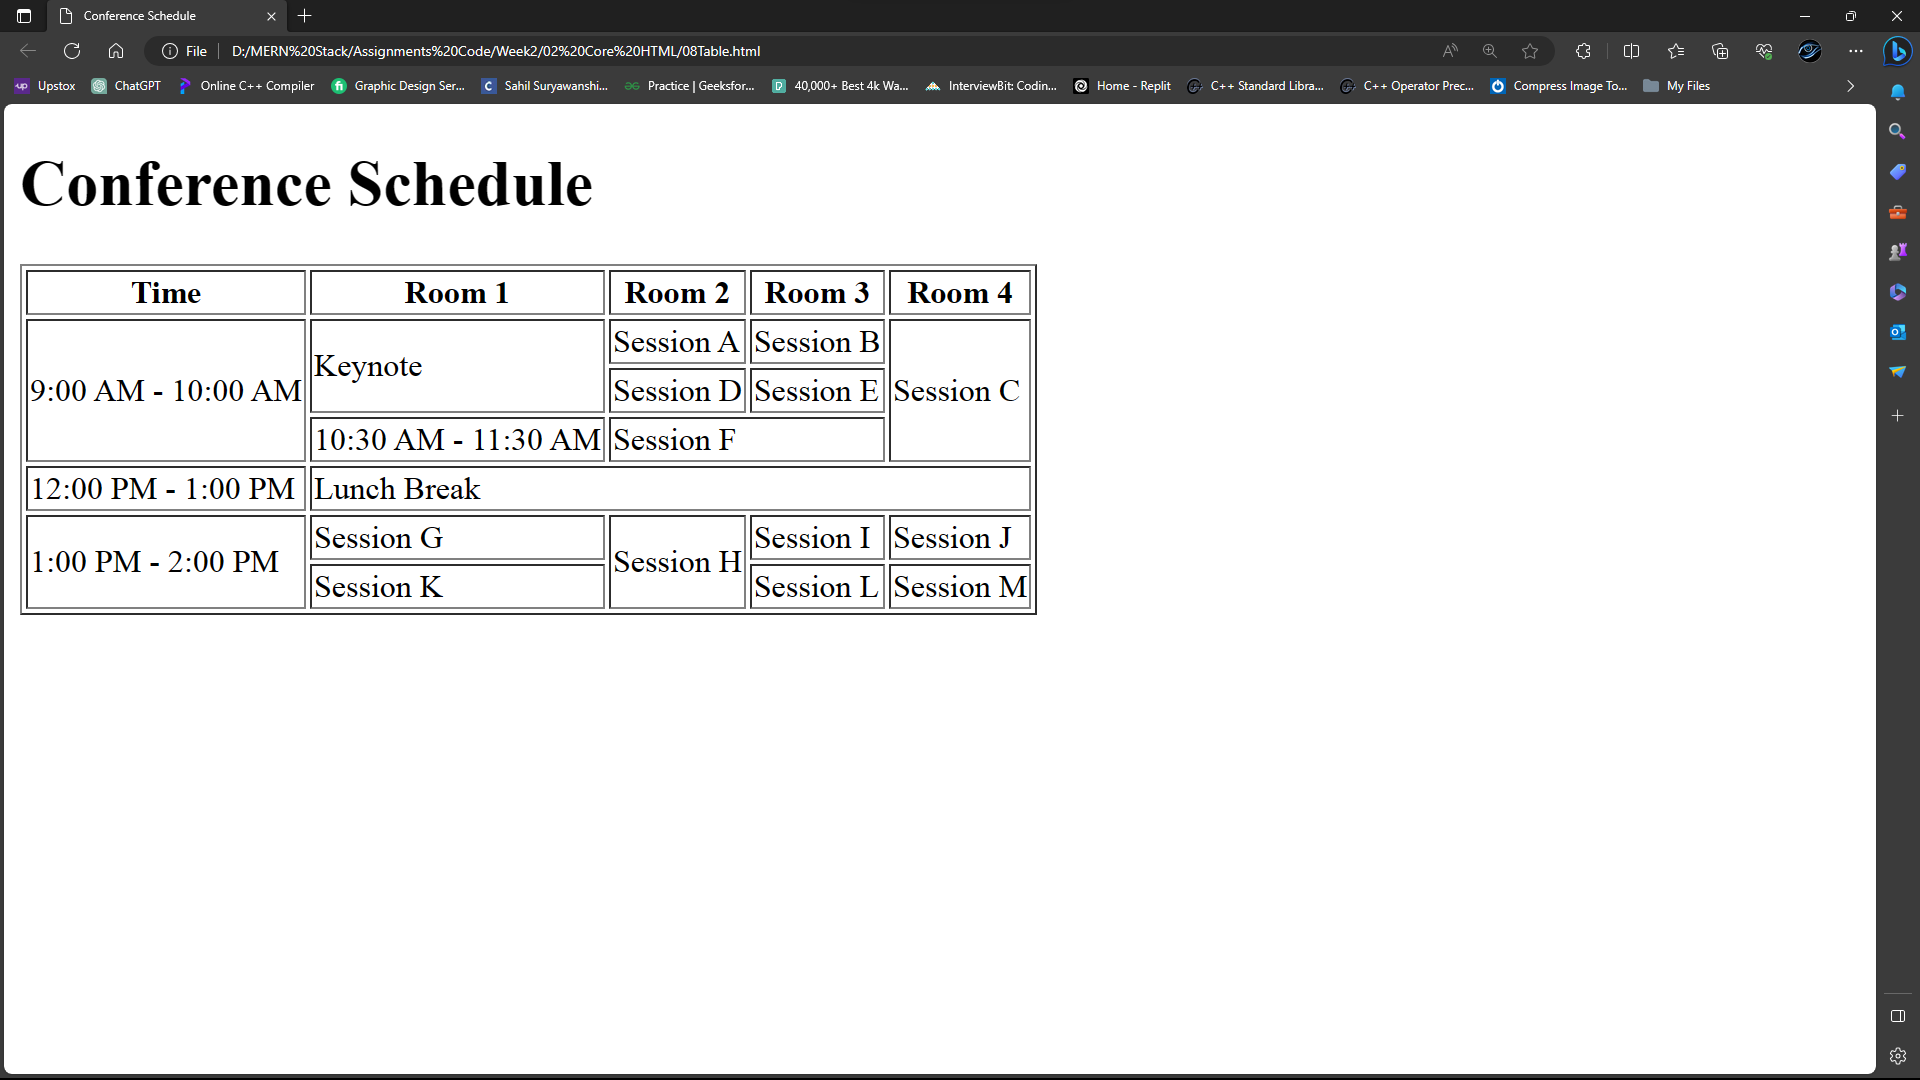 Conference Schedule
File D:/MERN%20Stack/Assignments%20Code/Week2/02%20Core%20HTML/08Table.html
Upstox ChatGPT Online C++ Compiler Graphic Design Ser... Sahil Suryawanshi... Practice | Geeksfor... 40,000+ Best 4k Wa... InterviewBit: Codin... Home - Replit C++ Standard Libra... C++ Operator Prec... Compress Image To... My Files
Conference Schedule
Time Room 1 Room 2 Room 3 Room 4
9:00 AM - 10:00 AM Keynote Session A Session B Session C
Session D Session E
10:30 AM - 11:30 AM Session F
12:00 PM - 1:00 PM Lunch Break
1:00 PM - 2:00 PM Session G Session H Session I Session J
Session K Session L Session M